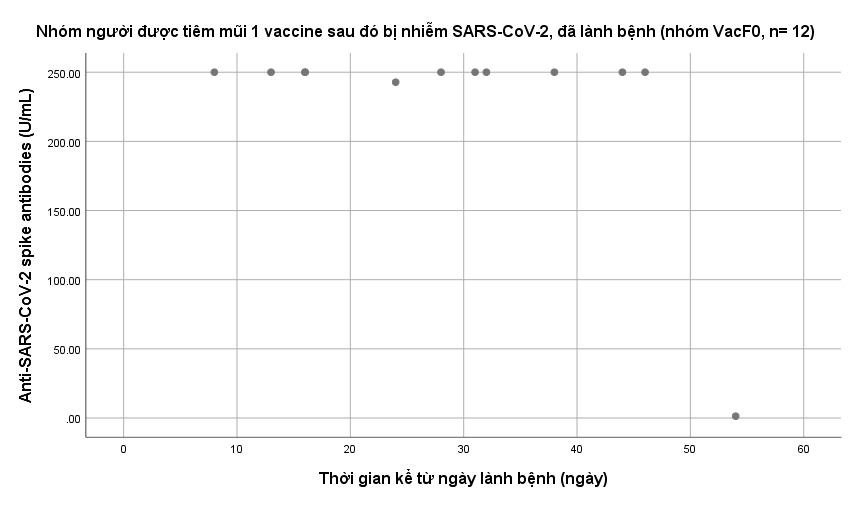 Nhóm người được tiêm mũi 1 vaccine sau đó bị nhiễm SARS-CoV-2, đã lành bệnh (nhóm VacF0, n= 12)
Anti-SARS-CoV-2 spike antibodies (U/mL)
250.00
200.00
150.00
100.00
50.00
.00
0 10 20 30 40 50 60
Thời gian kể từ ngày lành bệnh (ngày)